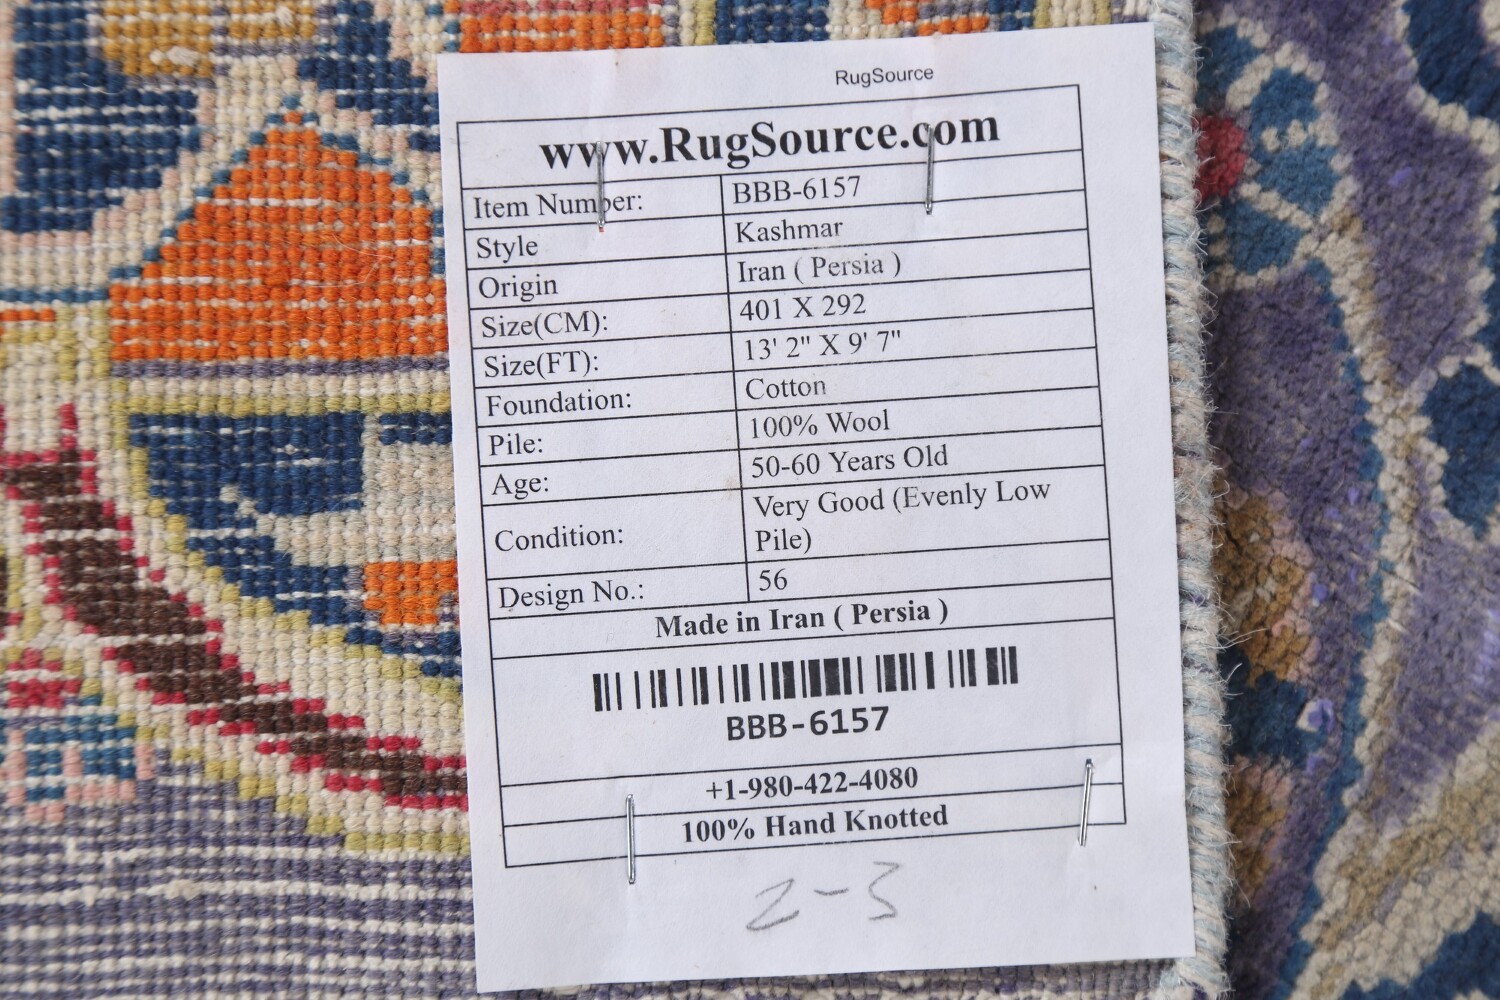 RugSource
www.RugSource.com
Item Number: BBB-6157
Style Kashmar
Origin Iran ( Persia )
Size(CM): 401 X 292
Size(FT): 13' 2" X 9' 7"
Foundation: Cotton
Pile: 100% Wool
Age: 50-60 Years Old
Condition: Very Good (Evenly Low
Pile)
Design No.: 56
Made in Iran ( Persia )
BBB-6157
+1-980-422-4080
100% Hand Knotted
2-3